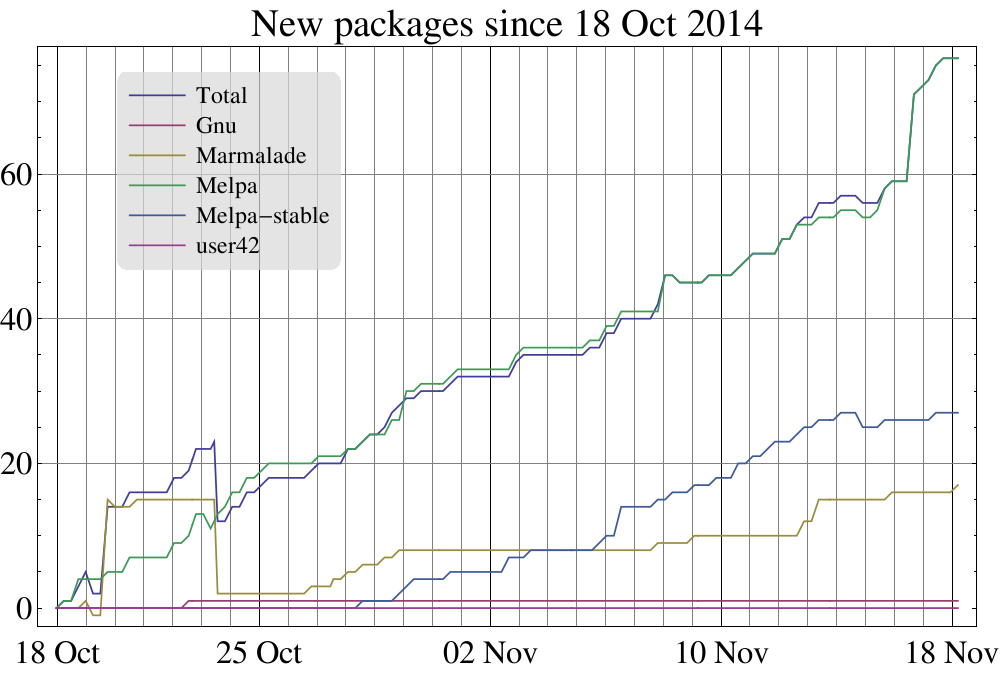 New packages since 18 Oct 2014
Total
Gnu
Marmalade
Melpa
Melpa−stable
user42
60
40
20
0
18 Oct 25 Oct 02 Nov 10 Nov 18 Nov